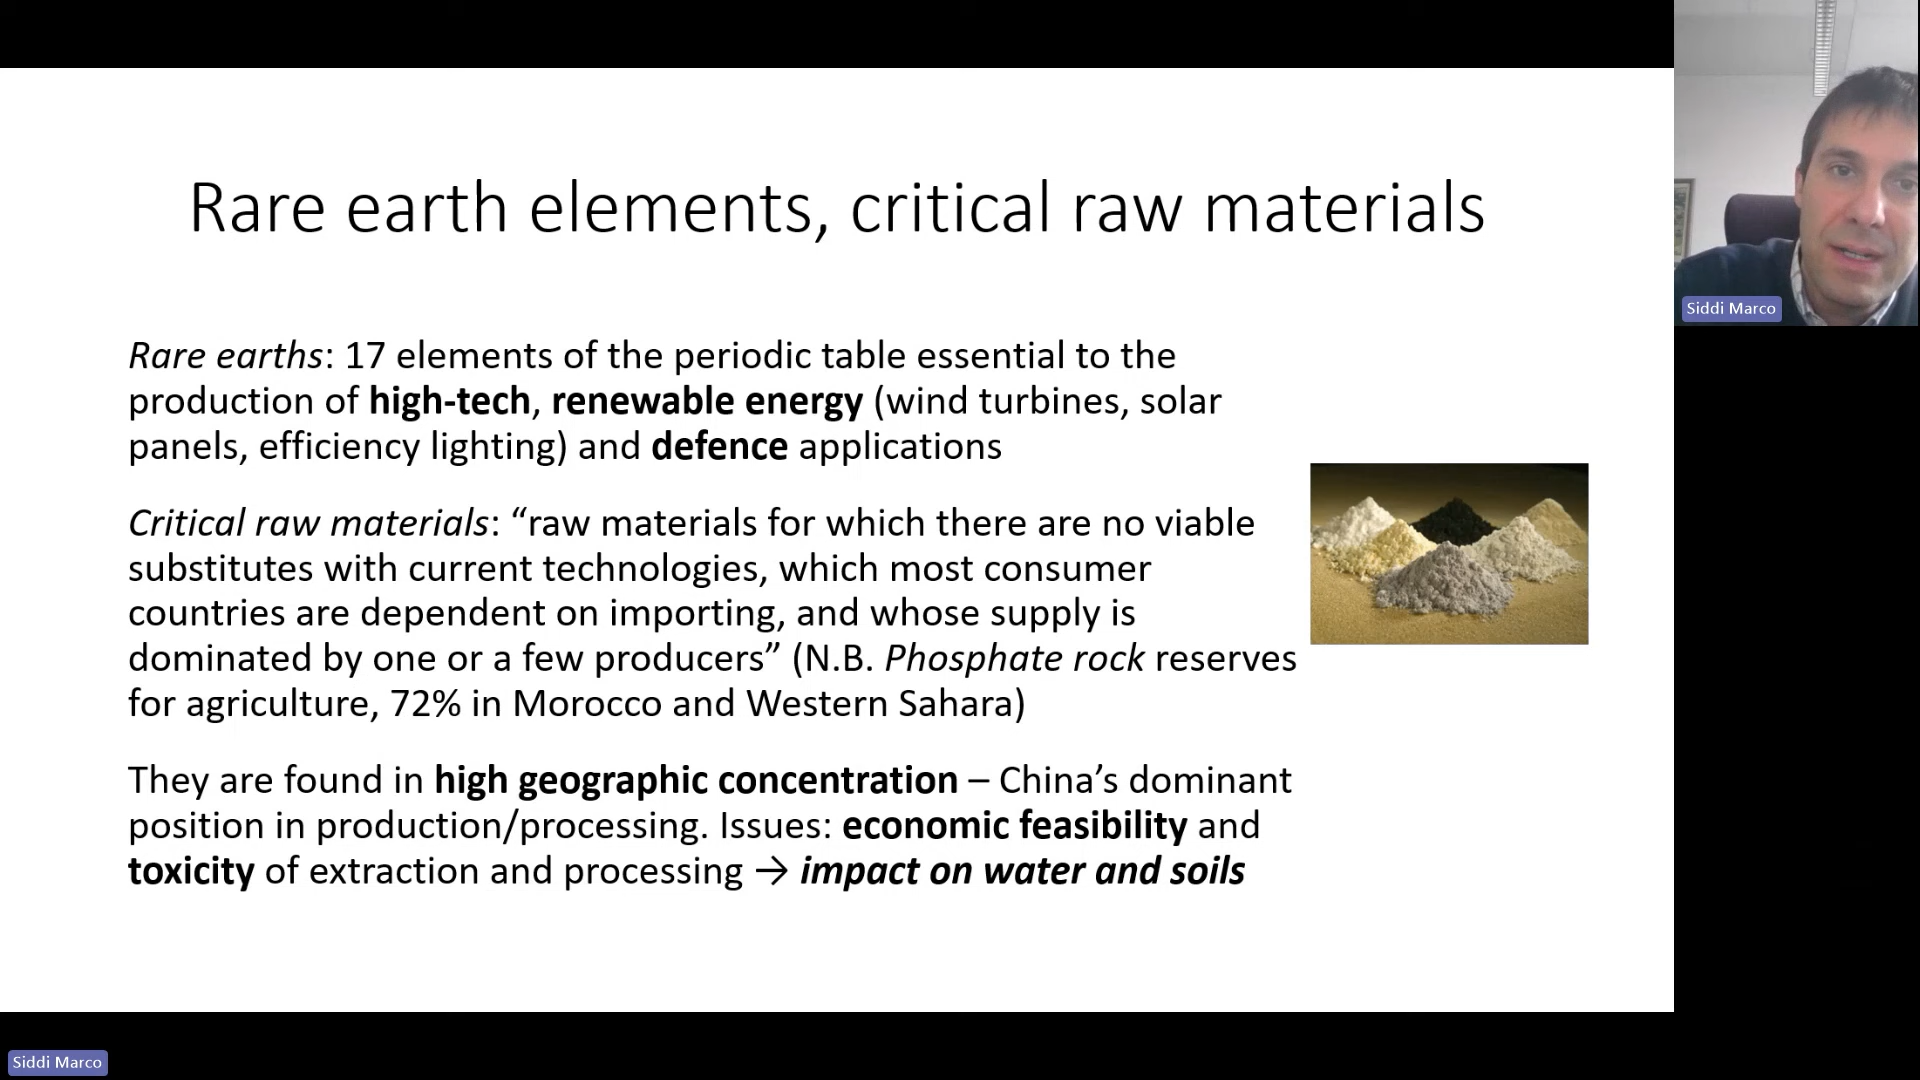 Rare earth elements, critical raw materials
Rare earths: 17 elements of the periodic table essential to the
production of high-tech, renewable energy (wind turbines, solar
panels, efficiency lighting) and defence applications
Critical raw materials: “raw materials for which there are no viable
substitutes with current technologies, which most consumer
countries are dependent on importing, and whose supply is
dominated by one or a few producers” (N.B. Phosphate rock reserves
for agriculture, 72% in Morocco and Western Sahara)
They are found in high geographic concentration – China’s dominant
position in production/processing. Issues: economic feasibility and
toxicity of extraction and processing → impact on water and soils
Siddi Marco
Siddi Marco